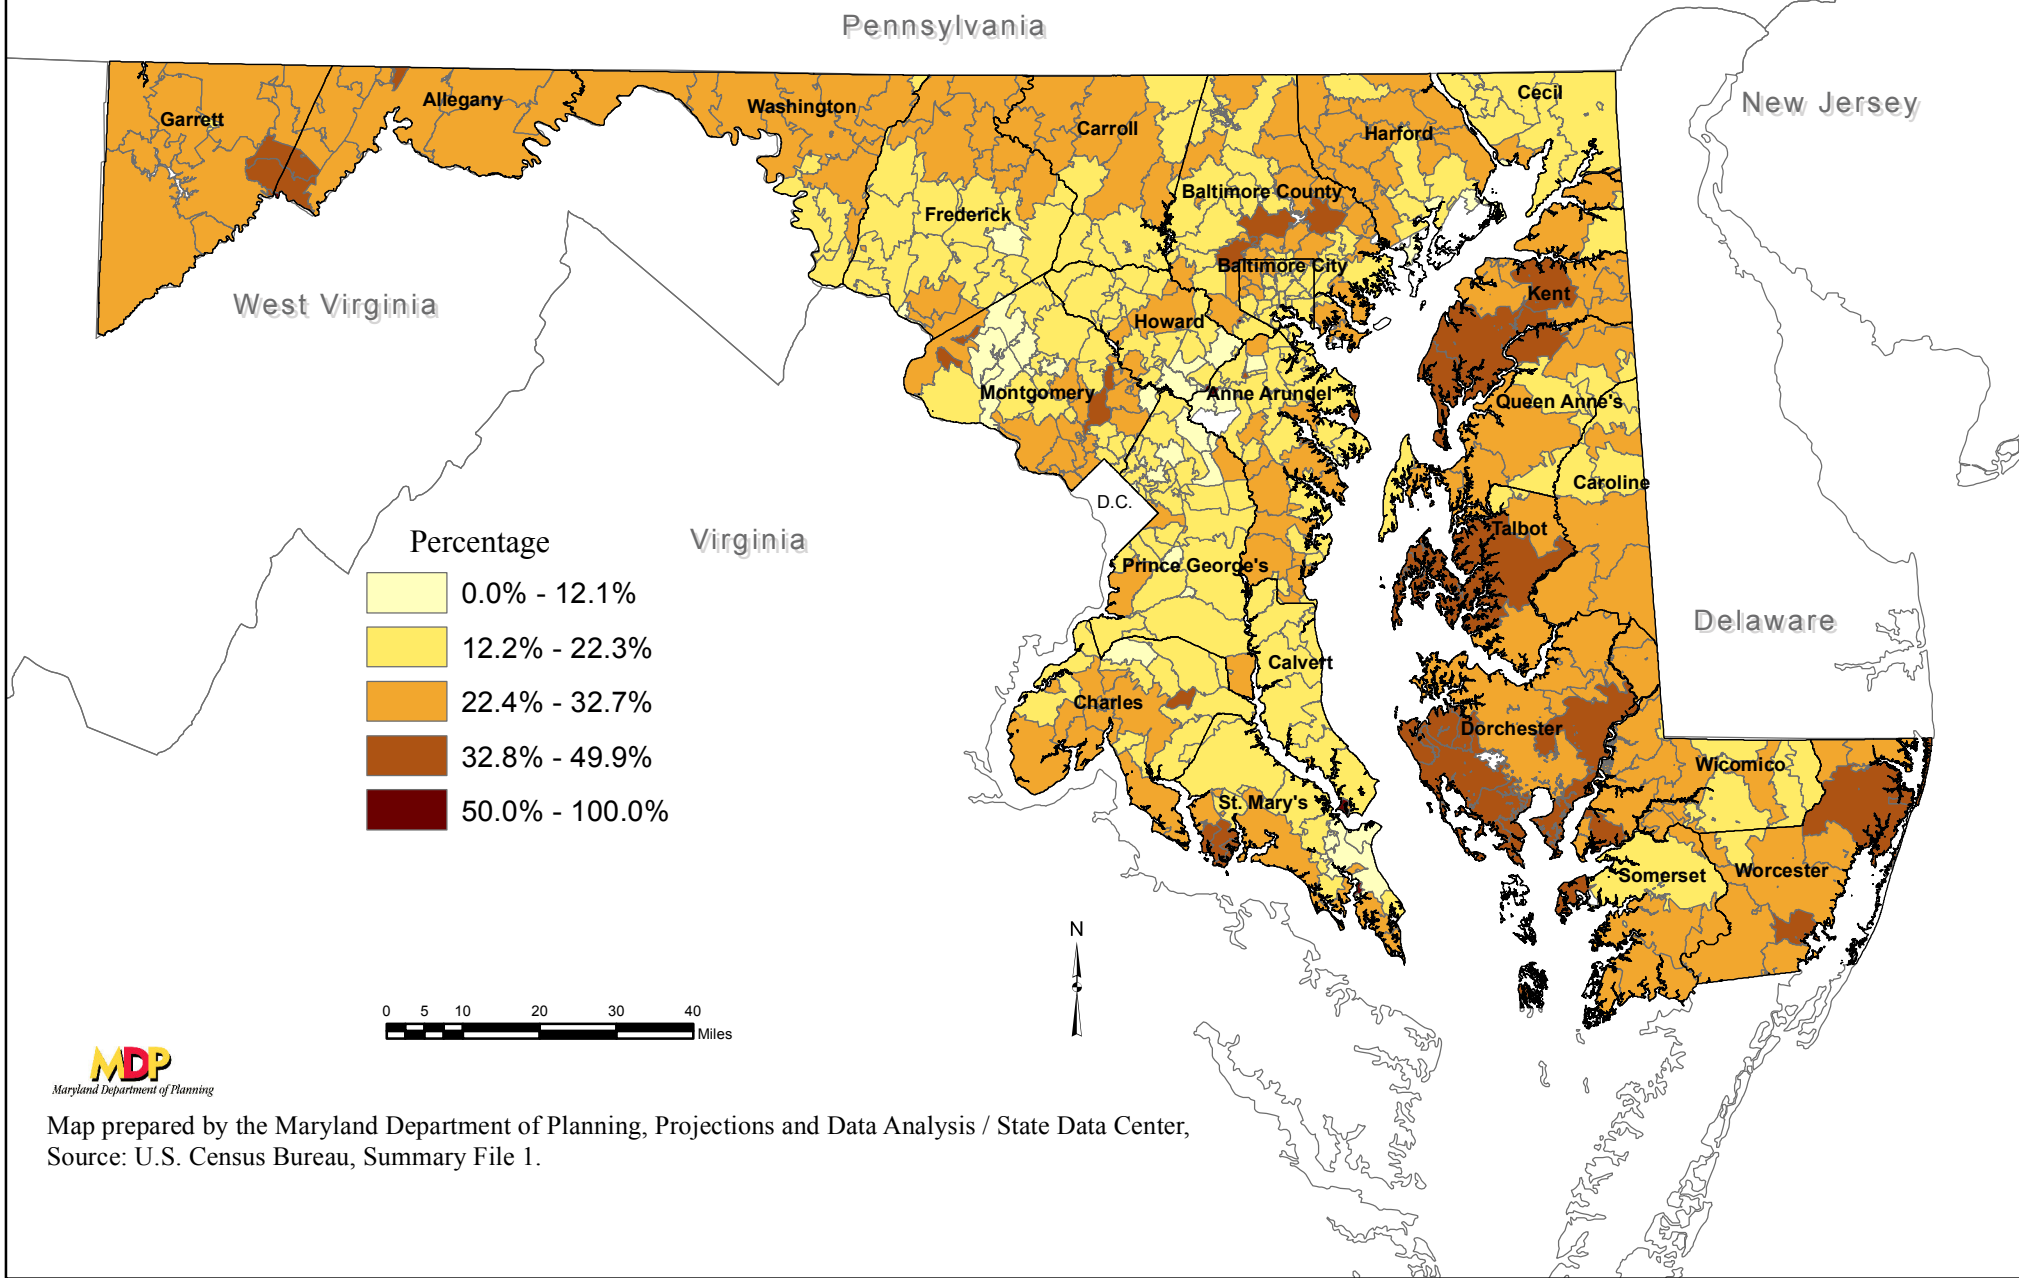 Pennsylvania
New Jersey
West Virginia
Virginia
Delaware
D.C.
Garrett
Allegany
Washington
Frederick
Carroll
Baltimore County
Baltimore City
Harford
Cecil
Howard
Montgomery
Anne Arundel
Kent
Queen Anne's
Caroline
Talbot
Prince George's
Calvert
Charles
St. Mary's
Dorchester
Wicomico
Somerset
Worcester
Percentage
0.0% - 12.1%
12.2% - 22.3%
22.4% - 32.7%
32.8% - 49.9%
50.0% - 100.0%
N
0 5 10 20 30 40
Miles
MDP
Maryland Department of Planning
Map prepared by the Maryland Department of Planning, Projections and Data Analysis / State Data Center,
Source: U.S. Census Bureau, Summary File 1.